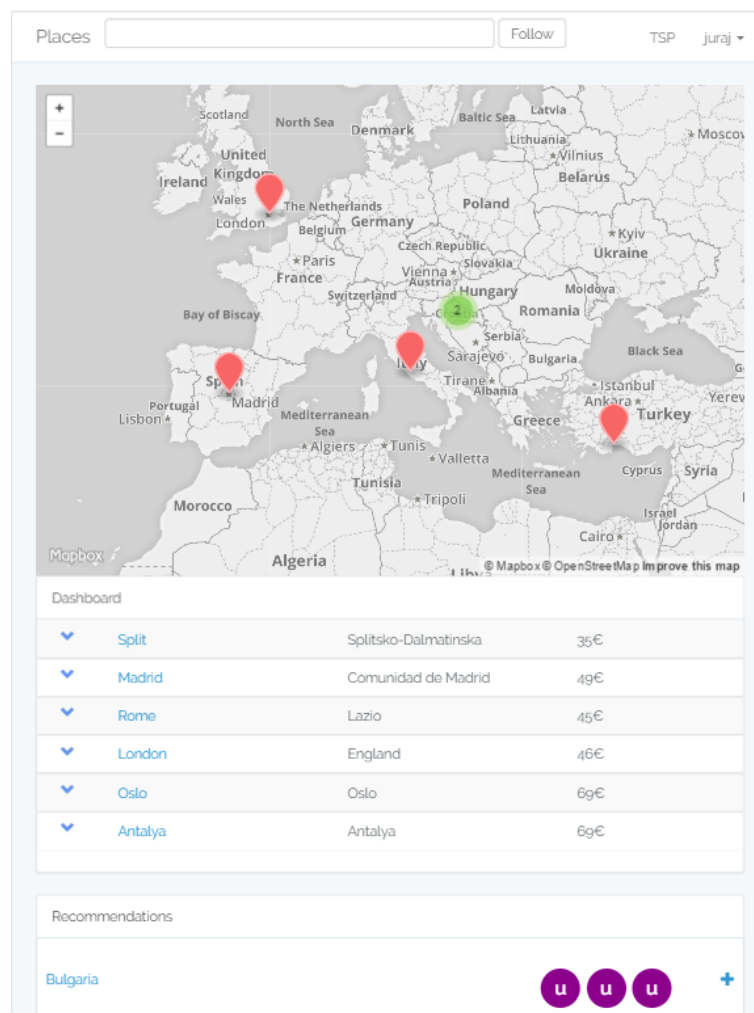 Places Follow TSP juraj
+
-
Scotland
North Sea
Denmark
Baltic Sea
Latvia
Lithuania
Moscow
United
Kingdom
Vilnius
Belarus
Ireland
Wales
The Netherlands
Poland
London
Belgium
Germany
Kyiv
Czech Republic
Ukraine
Paris
Slovakia
France
Vienna
Austria
Switzerland
Hungary
Moldova
Bay of Biscay
2
Romania
Serbia
Sarajevo
Bulgaria
Black Sea
Italy
Spain
Tirane
Albania
Istanbul
Ankara
Yerev
Portugal
Madrid
Lisbon
Mediterranean
Sea
Greece
Turkey
Algiers
Tunis
Valletta
Mediterranean
Sea
Cyprus
Syria
Tunisia
Morocco
Tripoli
Israel
Jordan
Cairo
Mapbox
Algeria
Libya
© Mapbox © OpenStreetMap Improve this map
Dashboard
Split Splitsko-Dalmatinska 35€
Madrid Comunidad de Madrid 49€
Rome Lazio 45€
London England 46€
Oslo Oslo 69€
Antalya Antalya 69€
Recommendations
Bulgaria u u u +